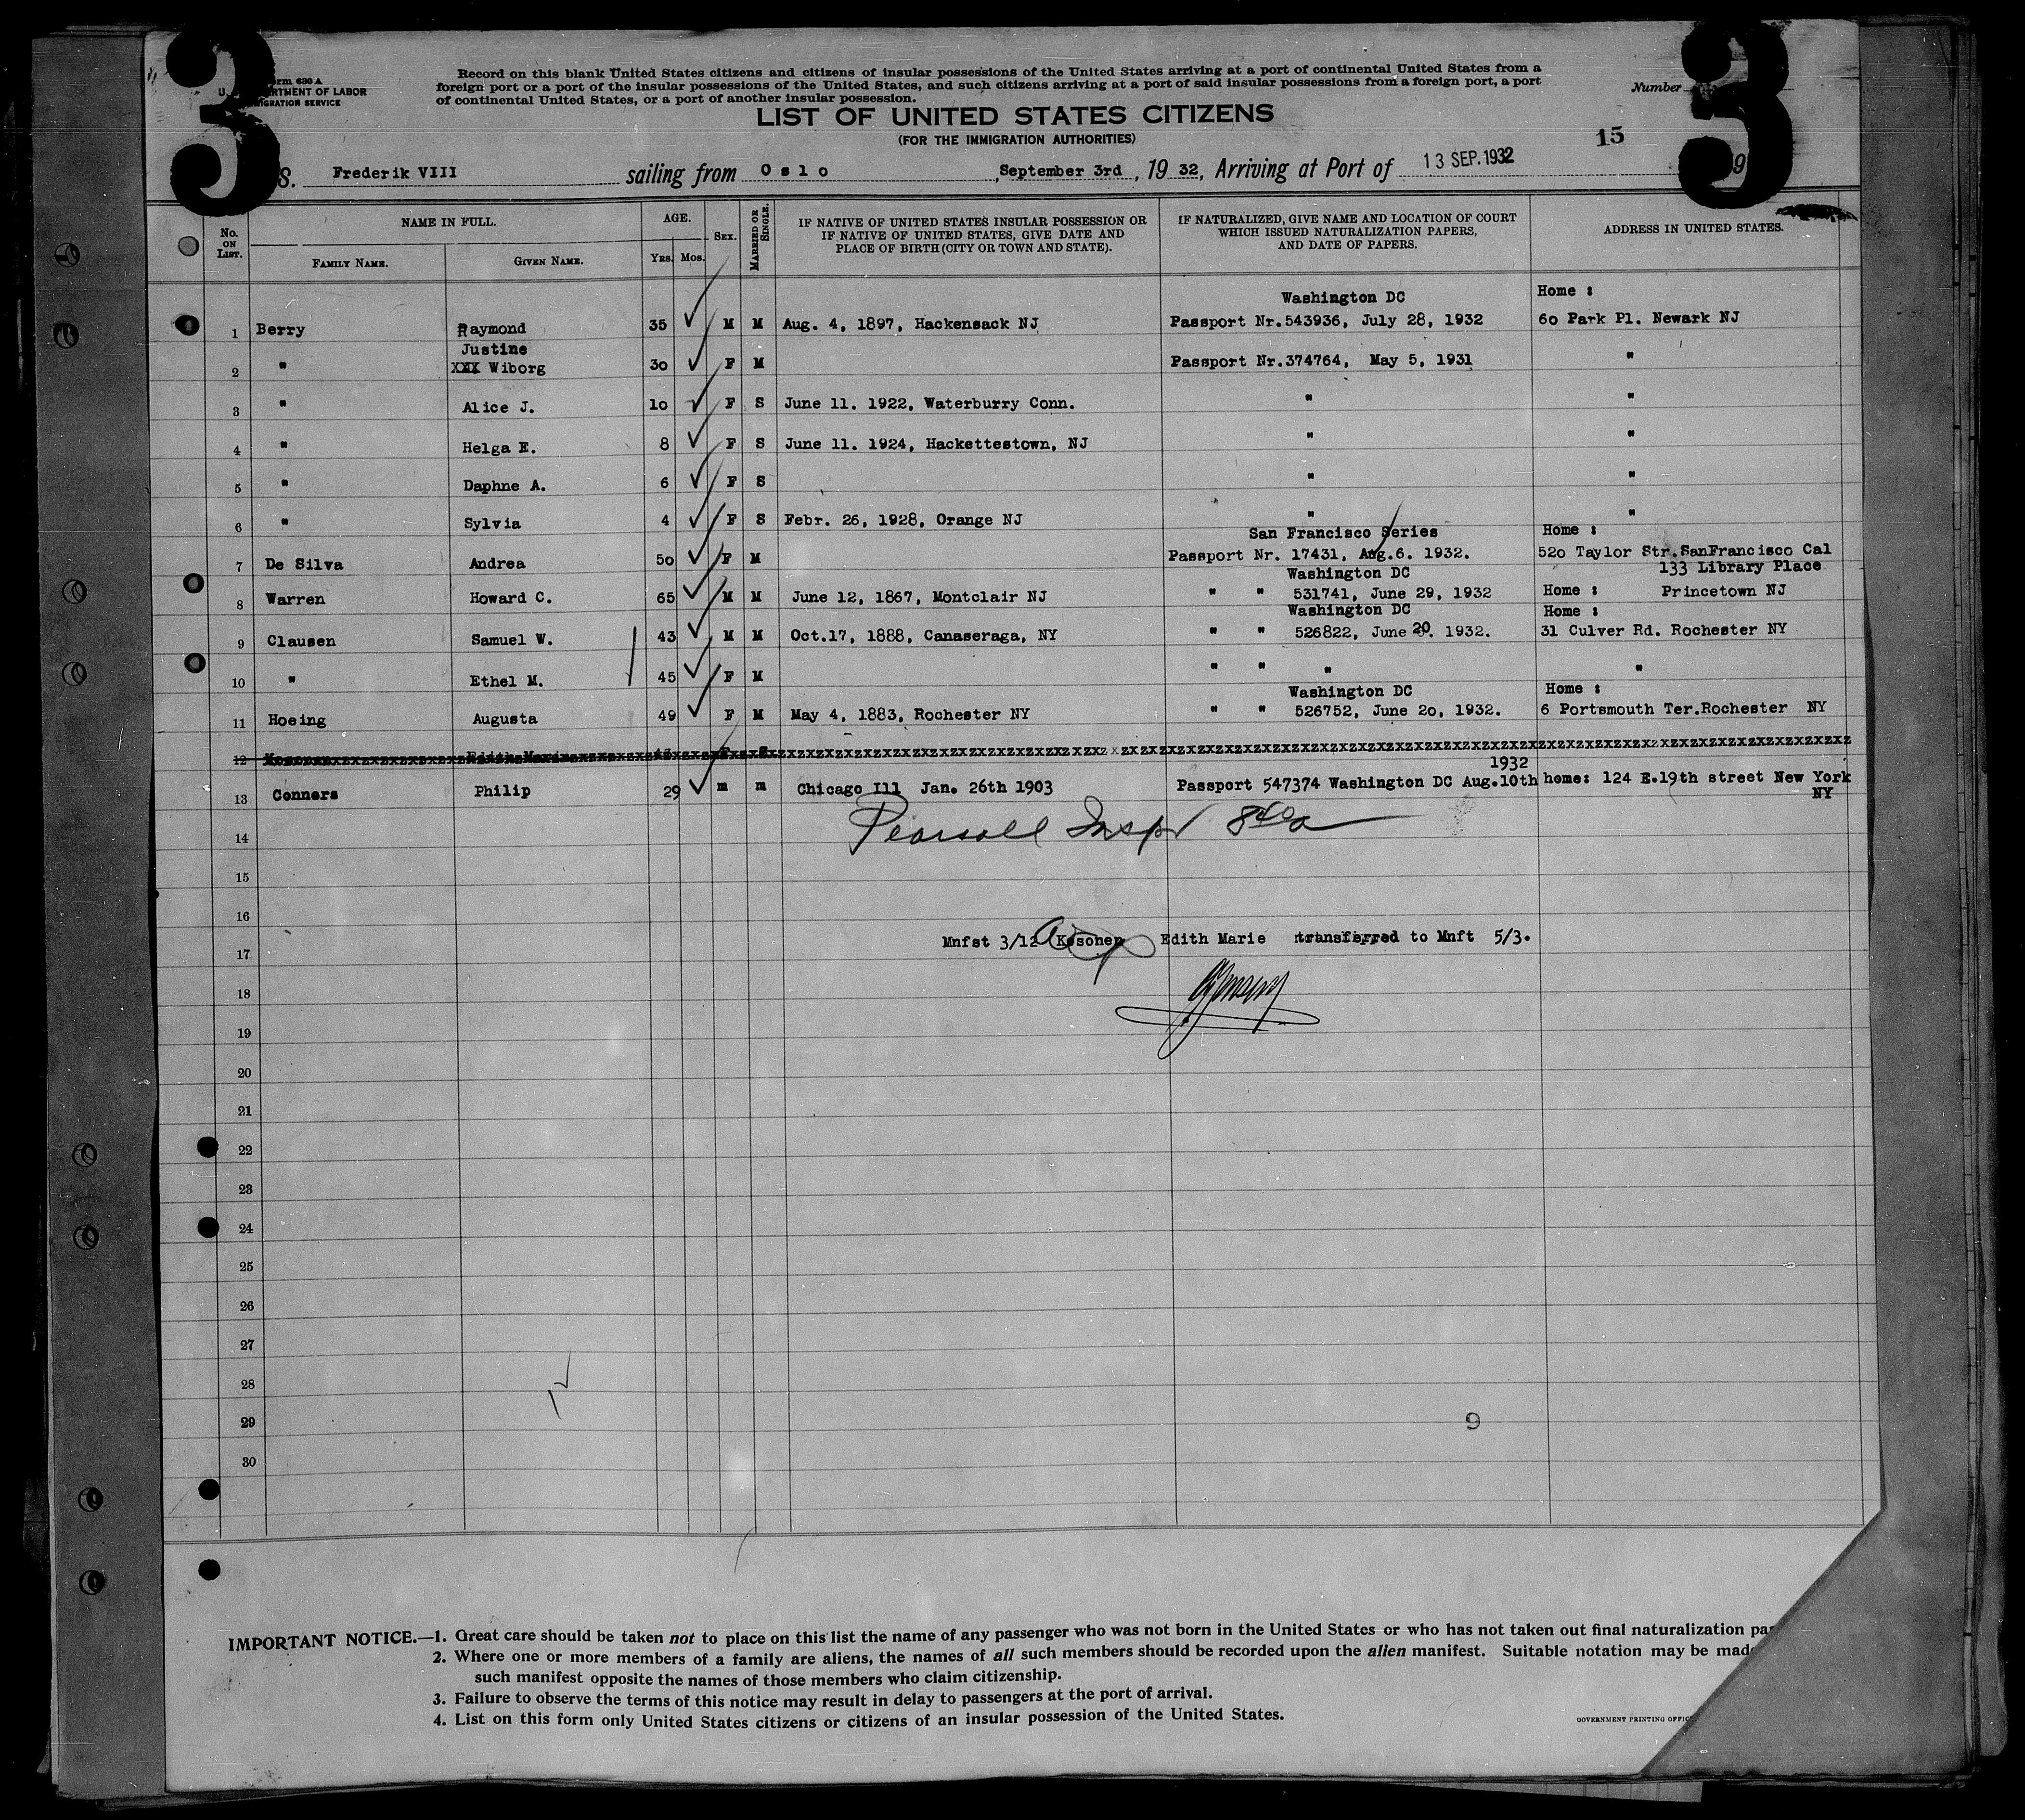 3
3
orm 630 A
U. RTMENT OF LABOR
IGRATION SERVICE
Record on this blank United States citizens and citizens of insular possessions of the United States arriving at a port of continental United States from a
foreign port or a port of the insular possessions of the United States, and such citizens arriving at a port of said insular possessions from a foreign port, a port
of continental United States, or a port of another insular possession.
Number
LIST OF UNITED STATES CITIZENS
(FOR THE IMMIGRATION AUTHORITIES)
15
S. Frederik VIII sailing from Oslo, September 3rd, 19 32, Arriving at Port of 13 SEP. 1932 9
No. ON LIST.
NAME IN FULL.
FAMILY NAME. GIVEN NAME.
AGE.
YRS. MOS.
SEX.
MARRIED OR SINGLE.
IF NATIVE OF UNITED STATES INSULAR POSSESSION OR
IF NATIVE OF UNITED STATES, GIVE DATE AND
PLACE OF BIRTH (CITY OR TOWN AND STATE).
IF NATURALIZED, GIVE NAME AND LOCATION OF COURT
WHICH ISSUED NATURALIZATION PAPERS,
AND DATE OF PAPERS.
ADDRESS IN UNITED STATES.
Washington DC Home :
1 Berry Raymond 35 M M Aug. 4, 1897, Hackensack NJ Passport Nr.543936, July 28, 1932 60 Park Pl. Newark NJ
Justine
2 " XXX Wiborg 30 F M Passport Nr.374764, May 5, 1931 "
3 " Alice J. 10 F S June 11. 1922, Waterburry Conn. " "
4 " Helga E. 8 F S June 11. 1924, Hackettestown, NJ " "
5 " Daphne A. 6 F S " "
6 " Sylvia 4 F S Febr. 26, 1928, Orange NJ " "
San Francisco Series Home :
7 De Silva Andrea 50 F M Passport Nr. 17431, Aug.6. 1932. 520 Taylor Str.SanFrancisco Cal
Washington DC 133 Library Place
8 Warren Howard C. 65 M M June 12, 1867, Montclair NJ " " 531741, June 29, 1932 Home : Princetown NJ
Washington DC Home :
9 Clausen Samuel W. 43 M M Oct.17, 1888, Canaseraga, NY " " 526822, June 20. 1932. 31 Culver Rd. Rochester NY
10 " Ethel M. 45 F M " " " "
Washington DC Home :
11 Hoeing Augusta 49 F M May 4, 1883, Rochester NY " " 526752, June 20, 1932. 6 Portsmouth Ter.Rochester NY
12 Edith Marie F S
1932
13 Conners Philip 29 m m Chicago Ill Jan. 26th 1903 Passport 547374 Washington DC Aug.10th home: 124 E.19th street New York
NY
14 Pearsall Insp
15
16
17 Mnfst 3/12 Edith Marie transferred to Mnft 5/3.
18
19
20
21
22
23
24
25
26
27
28
29 9
30
IMPORTANT NOTICE.—1. Great care should be taken not to place on this list the name of any passenger who was not born in the United States or who has not taken out final naturalization pa
2. Where one or more members of a family are aliens, the names of all such members should be recorded upon the alien manifest. Suitable notation may be mad
such manifest opposite the names of those members who claim citizenship.
3. Failure to observe the terms of this notice may result in delay to passengers at the port of arrival.
4. List on this form only United States citizens or citizens of an insular possession of the United States.
GOVERNMENT PRINTING OFFIC